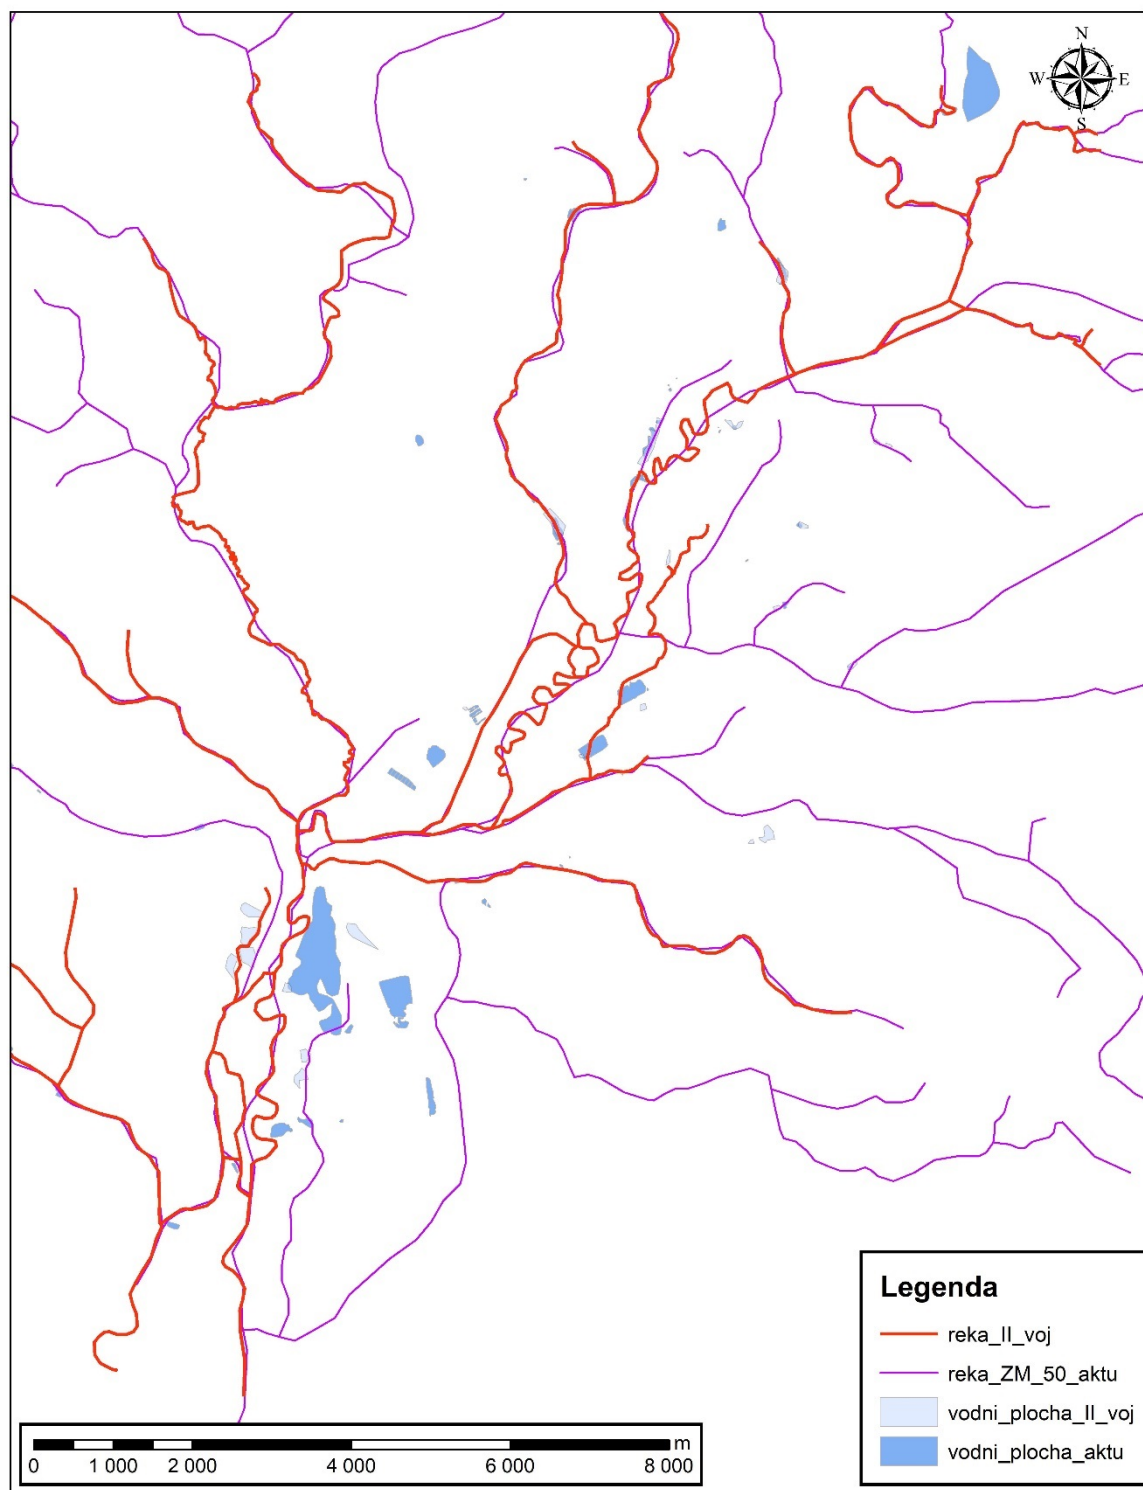 N
W E
S
Legenda
reka_II_voj
reka_ZM_50_aktu
vodni_plocha_II_voj
vodni_plocha_aktu
m
0 1 000 2 000 4 000 6 000 8 000